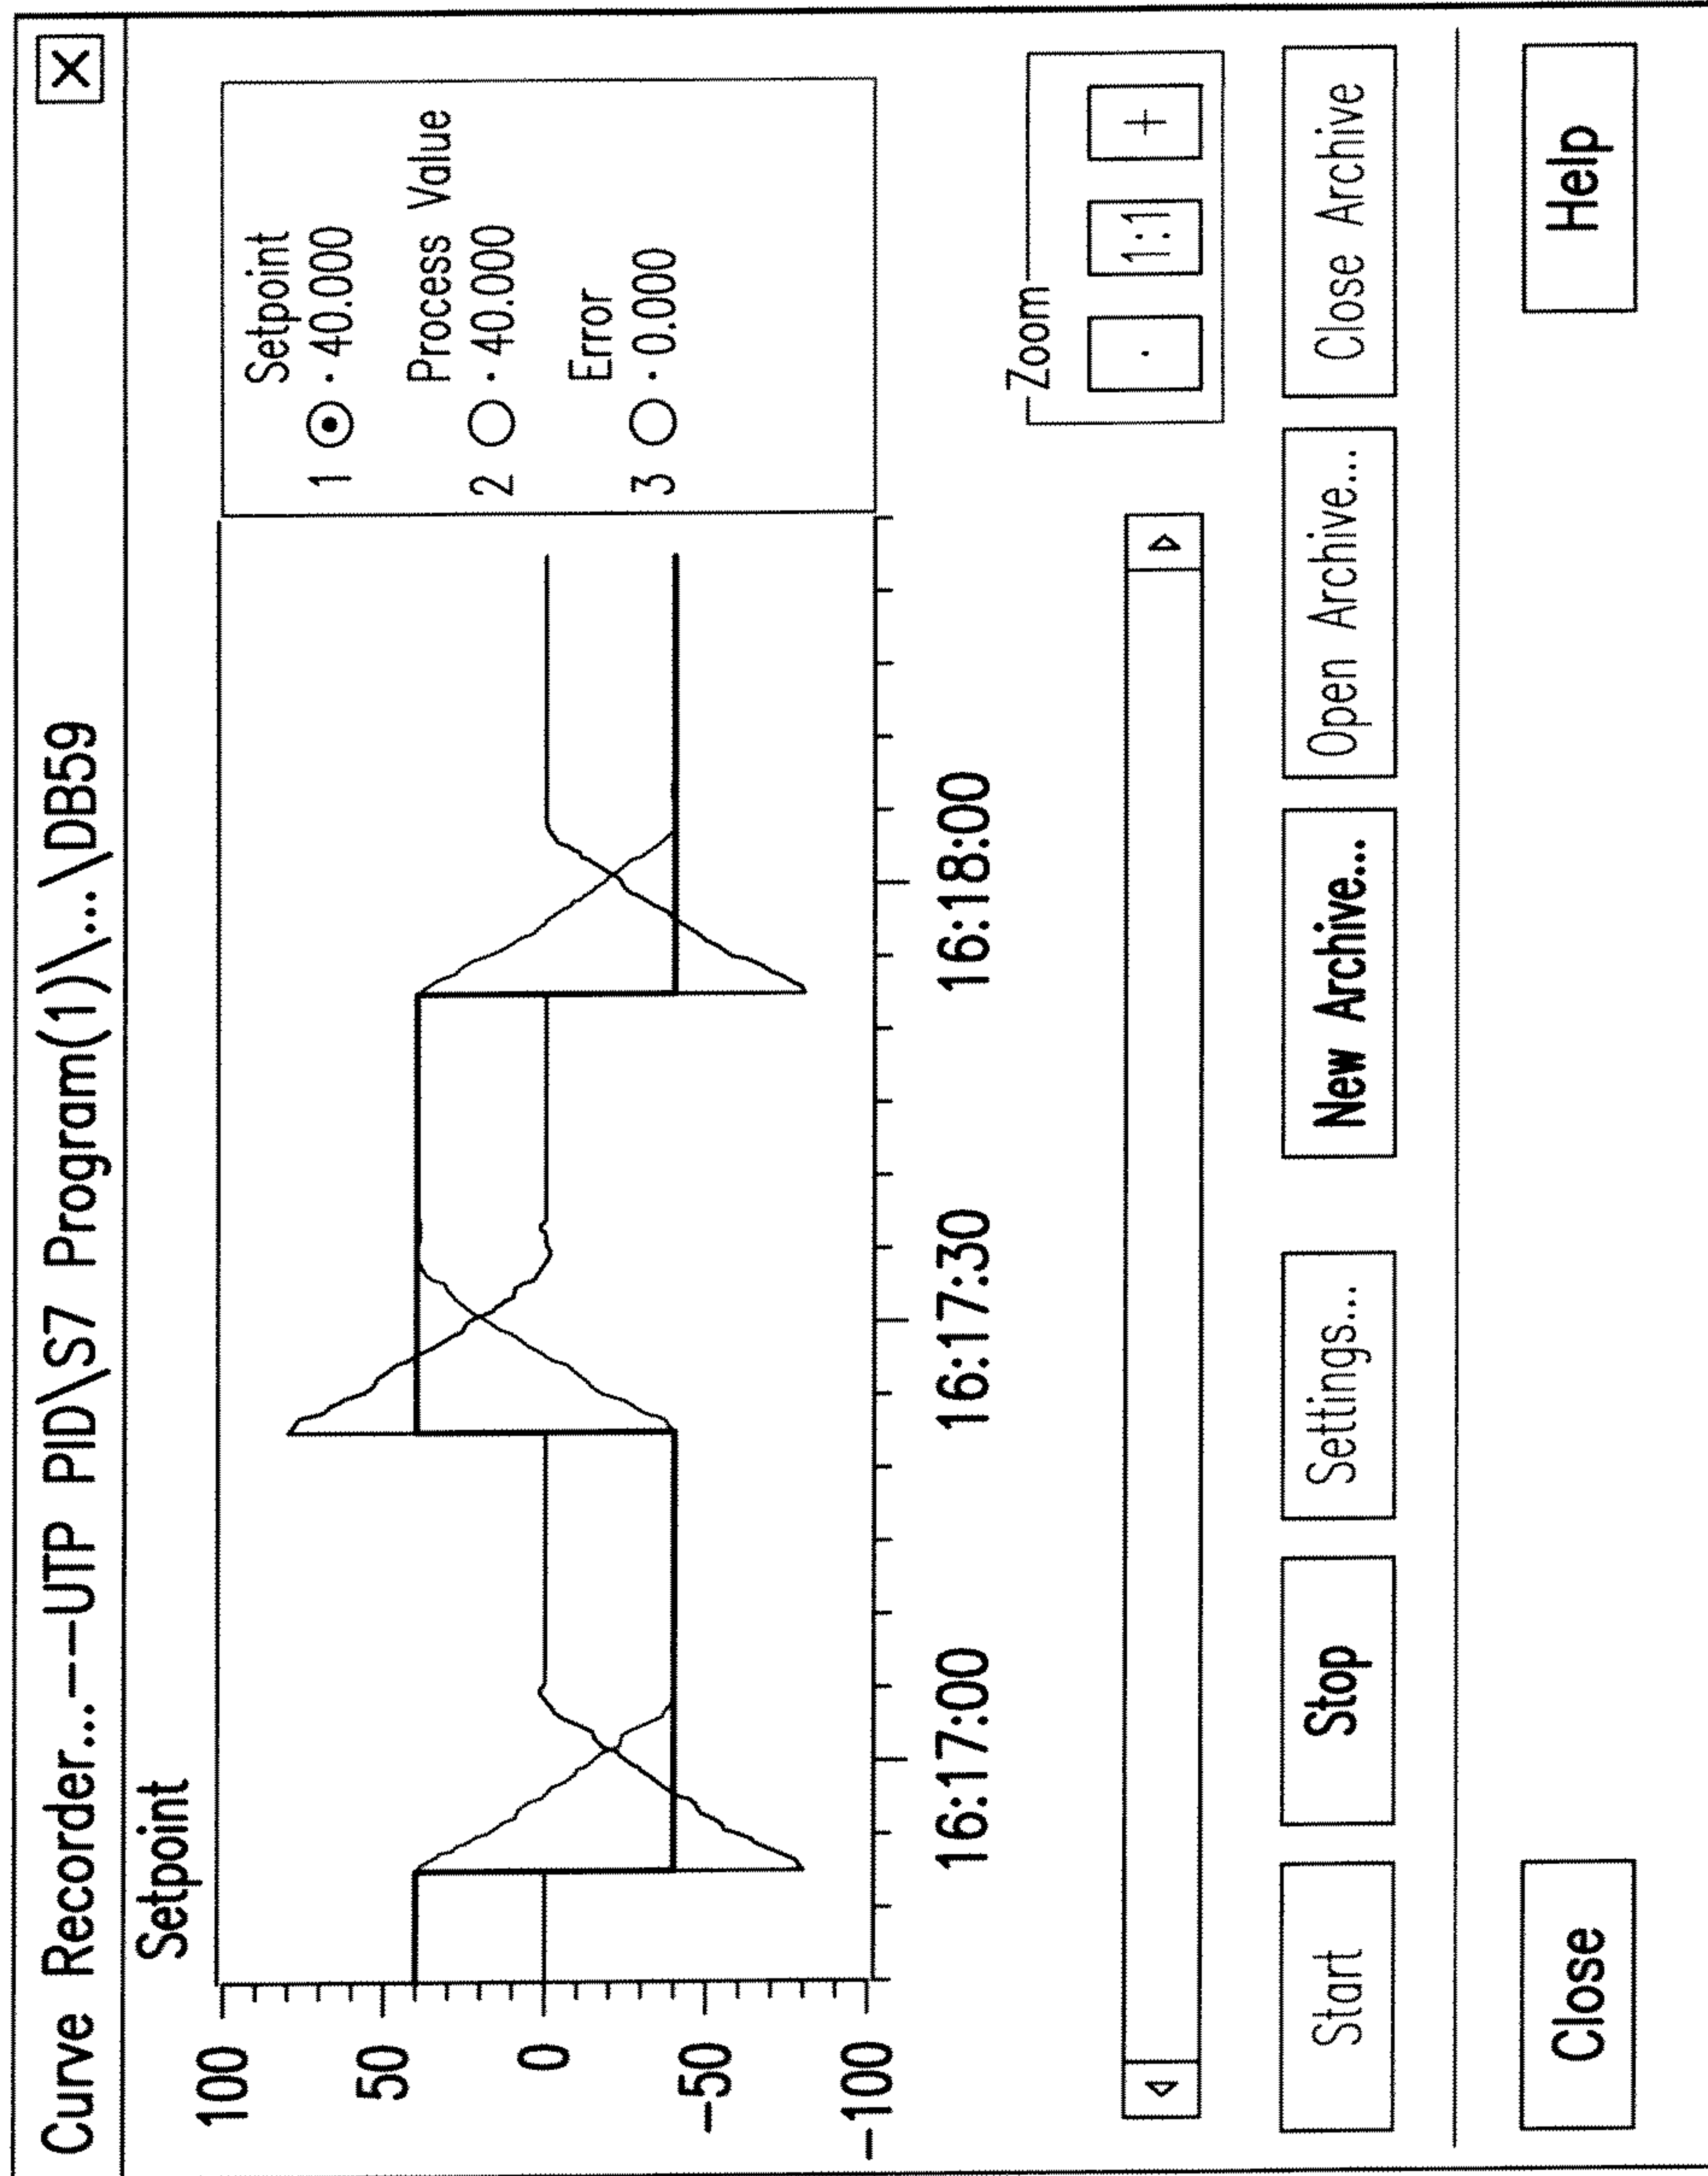 Curve Recorder...---UTP PID\S7 Program(1)\...\DB59
X
Setpoint
100
50
0
-50
-100
16:17:00
16:17:30
16:18:00
Setpoint
1 · 40.000
Process Value
2 · 40.000
Error
3 · 0.000
Zoom
· 1:1 +
Start Stop Settings... New Archive... Open Archive... Close Archive
Close Help